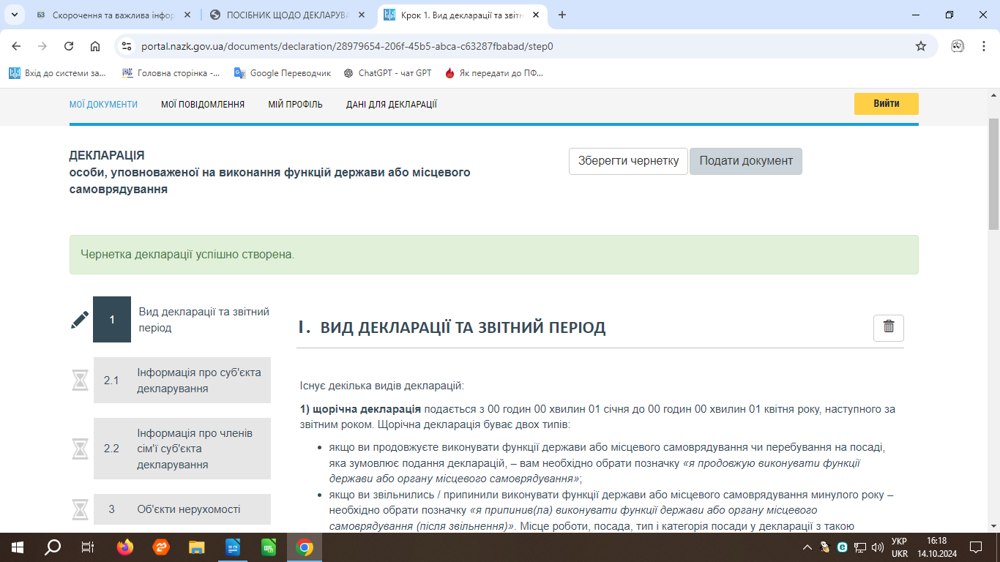 Скорочення та важлива інфор
ПОСІБНИК ЩОДО ДЕКЛАРУВА
Крок 1. Вид декларації та звітн
portal.nazk.gov.ua/documents/declaration/28979654-206f-45b5-abca-c63287fbabad/step0
Вхід до системи за...
Головна сторінка -...
Google Переводчик
ChatGPT - чат GPT
Як передати до ПФ...
МОЇ ДОКУМЕНТИ
МОЇ ПОВІДОМЛЕННЯ
МІЙ ПРОФІЛЬ
ДАНІ ДЛЯ ДЕКЛАРАЦІЇ
Вийти
ДЕКЛАРАЦІЯ
особи, уповноваженої на виконання функцій держави або місцевого
самоврядування
Зберегти чернетку
Подати документ
Чернетка декларації успішно створена.
1
Вид декларації та звітний
період
2.1
Інформація про суб'єкта
декларування
2.2
Інформація про членів
сім'ї суб'єкта
декларування
3
Об'єкти нерухомості
І. ВИД ДЕКЛАРАЦІЇ ТА ЗВІТНИЙ ПЕРІОД
Існує декілька видів декларацій:
1) щорічна декларація подається з 00 годин 00 хвилин 01 січня до 00 годин 00 хвилин 01 квітня року, наступного за
звітним роком. Щорічна декларація буває двох типів:
• якщо ви продовжуєте виконувати функції держави або місцевого самоврядування чи перебування на посаді,
яка зумовлює подання декларацій, – вам необхідно обрати позначку «я продовжую виконувати функції
держави або органу місцевого самоврядування»;
• якщо ви звільнились / припинили виконувати функції держави або місцевого самоврядування минулого року –
необхідно обрати позначку «я припинив(ла) виконувати функції держави або органу місцевого
самоврядування (після звільнення)». Місце роботи, посада, тип і категорія посади у декларації з такою
УКР
UKR
16:18
14.10.2024